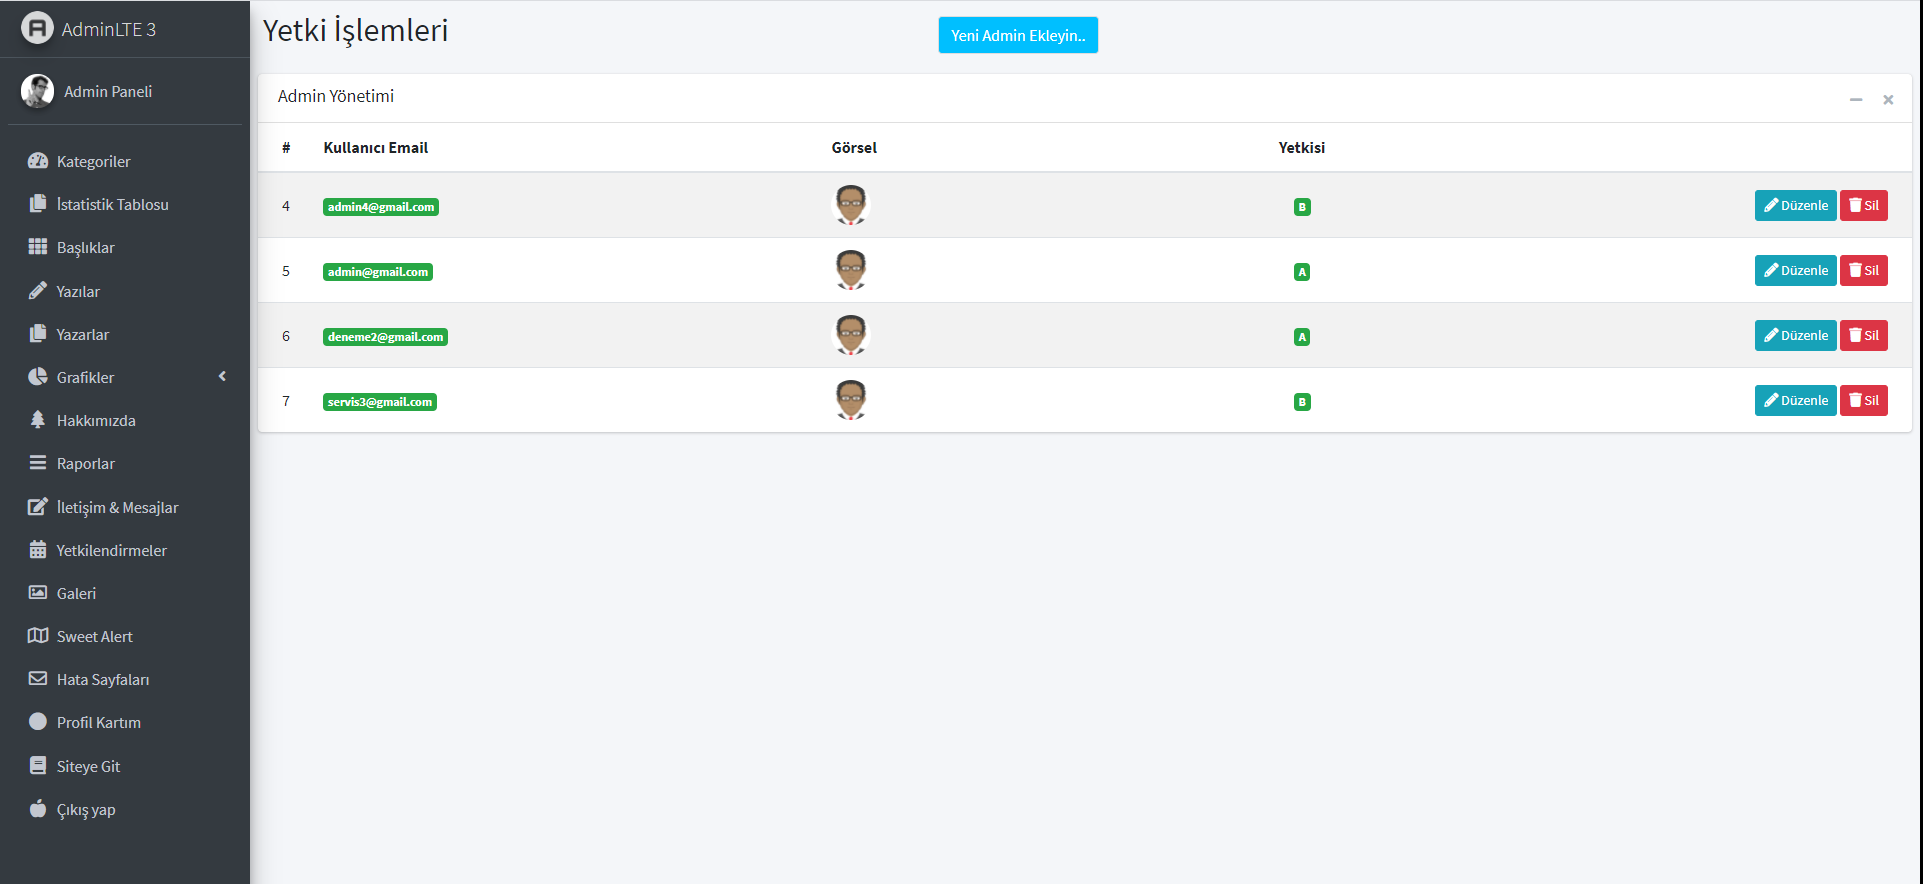 AdminLTE 3
Admin Paneli
Kategoriler
İstatistik Tablosu
Başlıklar
Yazılar
Yazarlar
Grafikler
Hakkımızda
Raporlar
İletişim & Mesajlar
Yetkilendirmeler
Galeri
Sweet Alert
Hata Sayfaları
Profil Kartım
Siteye Git
Çıkış yap
Yetki İşlemleri
Yeni Admin Ekleyin..
Admin Yönetimi
# Kullanıcı Email Görsel Yetkisi
4 admin4@gmail.com B Düzenle Sil
5 admin@gmail.com A Düzenle Sil
6 deneme2@gmail.com A Düzenle Sil
7 servis3@gmail.com B Düzenle Sil